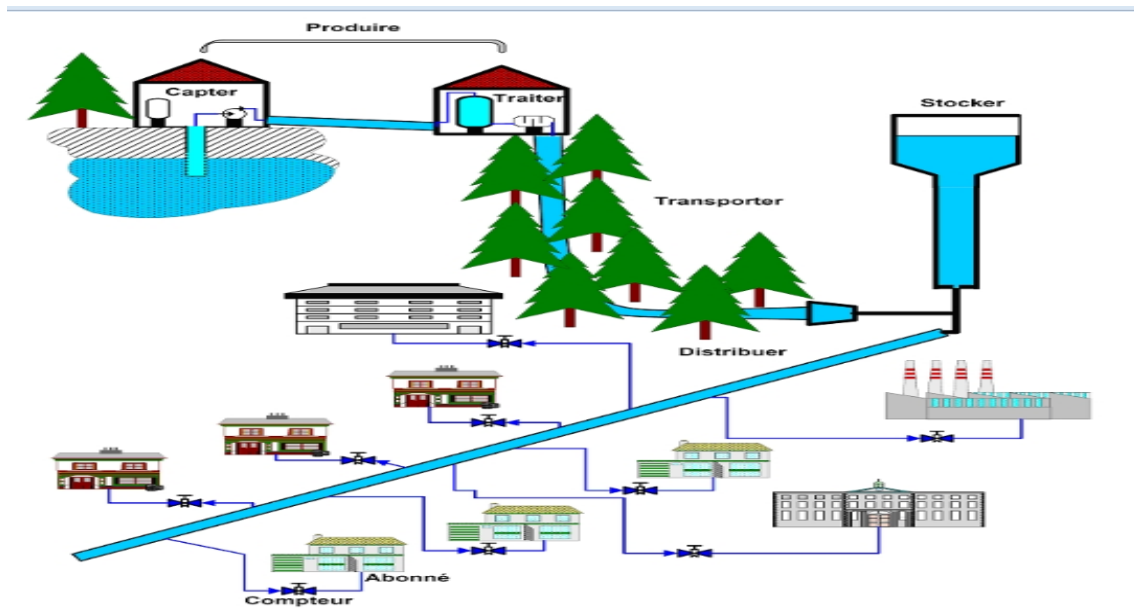 Produire
Capter
Traiter
Stocker
Transporter
Distribuer
Abonné
Compteur